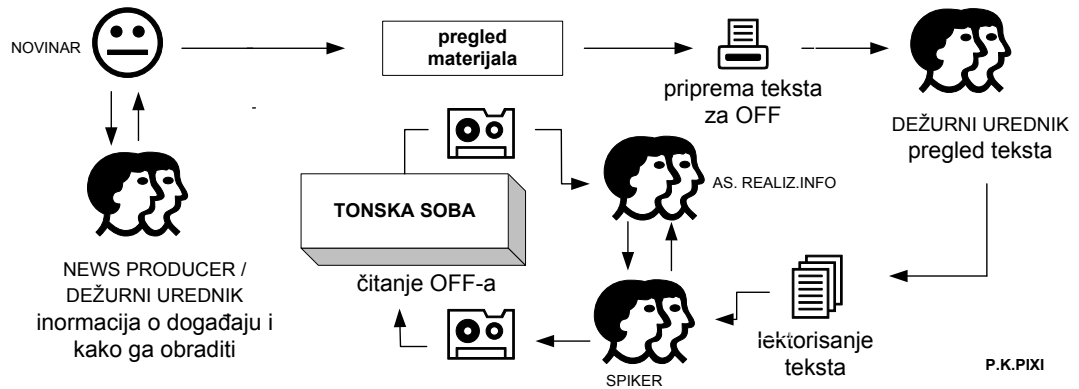 NOVINAR
pregled
materijala
priprema teksta
za OFF
DEŽURNI UREDNIK
pregled teksta
AS. REALIZ.INFO
TONSKA SOBA
čitanje OFF-a
NEWS PRODUCER /
DEŽURNI UREDNIK
inormacija o događaju i
kako ga obraditi
lektorisanje
teksta
SPIKER
P.K.PIXI